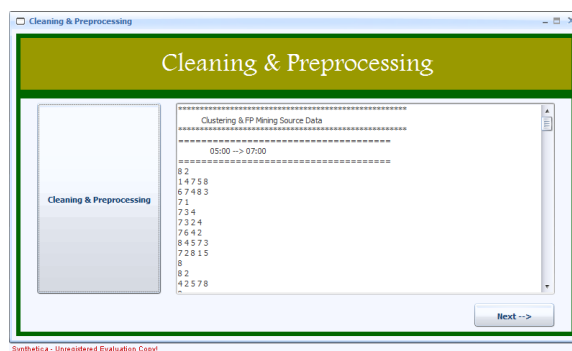 Cleaning & Preprocessing
Cleaning & Preprocessing
Cleaning & Preprocessing
****************************************************
Clustering & FP Mining Source Data
****************************************************
=====================================
05:00 --> 07:00
=====================================
8 2
1 4 7 5 8
6 7 4 8 3
7 1
7 3 4
7 3 2 4
7 6 4 2
8 4 5 7 3
7 2 8 1 5
8
8 2
4 2 5 7 8
Next -->
Synthetica - Unregistered Evaluation Copy!